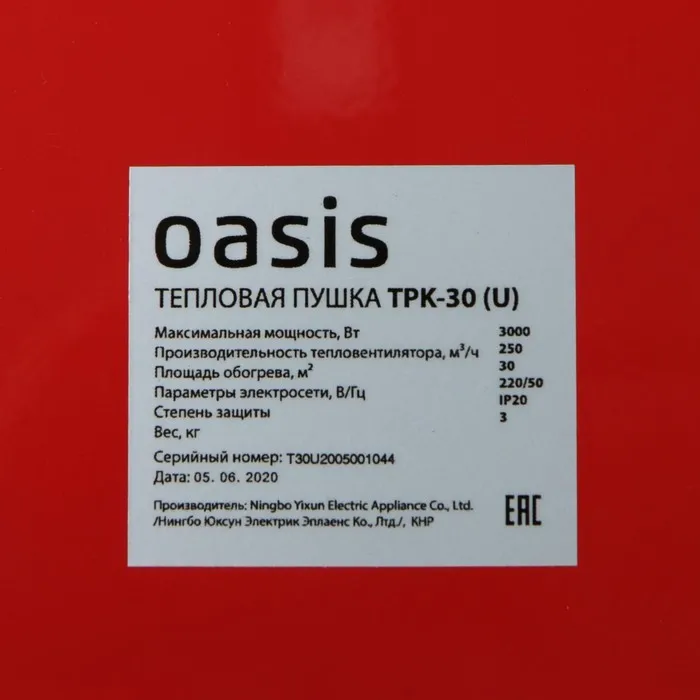 oasis
ТЕПЛОВАЯ ПУШКА TPK-30 (U)
Максимальная мощность, Вт 3000
Производительность тепловентилятора, м³/ч 250
Площадь обогрева, м² 30
Параметры электросети, В/Гц 220/50
Степень защиты IP20
Вес, кг 3
Серийный номер: T30U2005001044
Дата: 05. 06. 2020
Производитель: Ningbo Yixun Electric Appliance Co., Ltd.
/Нингбо Юксун Электрик Эплаенс Ко., Лтд./, КНР
EAC